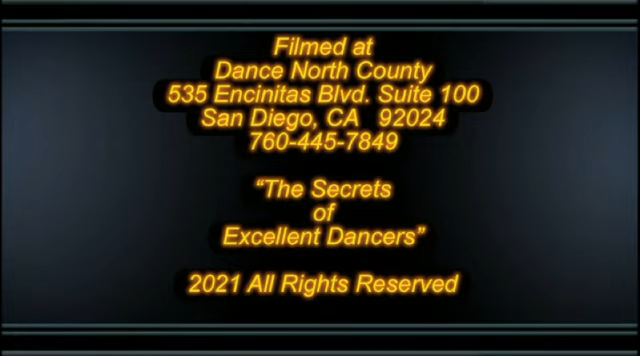 Filmed at
Dance North County
535 Encinitas Blvd. Suite 100
San Diego, CA 92024
760-445-7849
“The Secrets
of
Excellent Dancers”
2021 All Rights Reserved